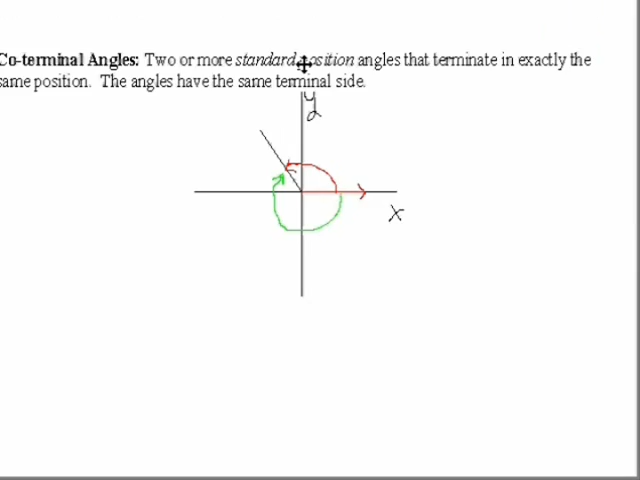 Co-terminal Angles: Two or more standard position angles that terminate in exactly the
same position. The angles have the same terminal side.
y
x